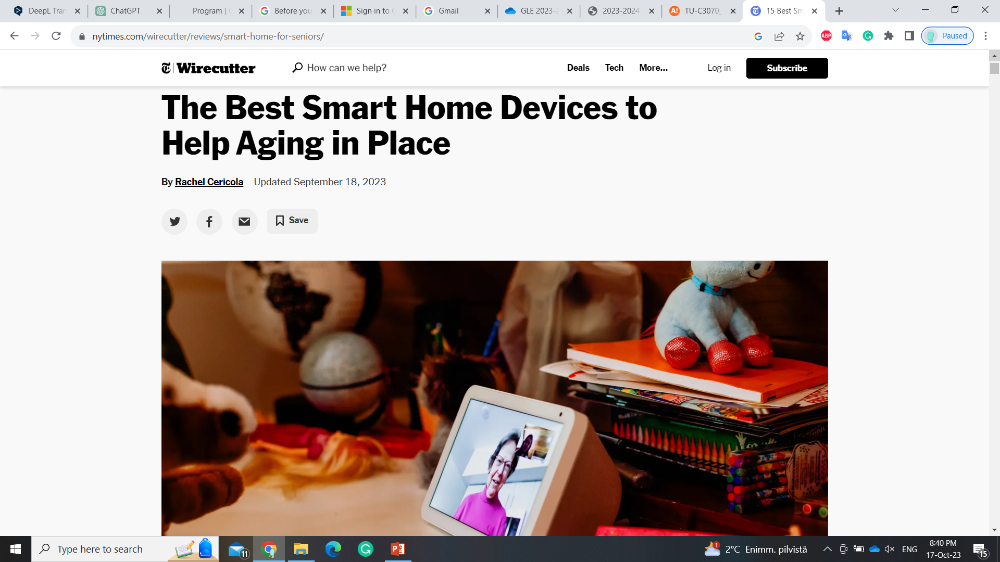 DeepL Tran
ChatGPT
Program | (
Before you
Sign in to
Gmail
GLE 2023-2
2023-2024
TU-C3070_
15 Best Sm
nytimes.com/wirecutter/reviews/smart-home-for-seniors/
ABP
Paused
Wirecutter
How can we help?
Deals
Tech
More...
Log in
Subscribe
The Best Smart Home Devices to
Help Aging in Place
By Rachel Cericola Updated September 18, 2023
Save
Type here to search
11
1
2°C Enimm. pilvistä
ENG
8:40 PM
17-Oct-23
15